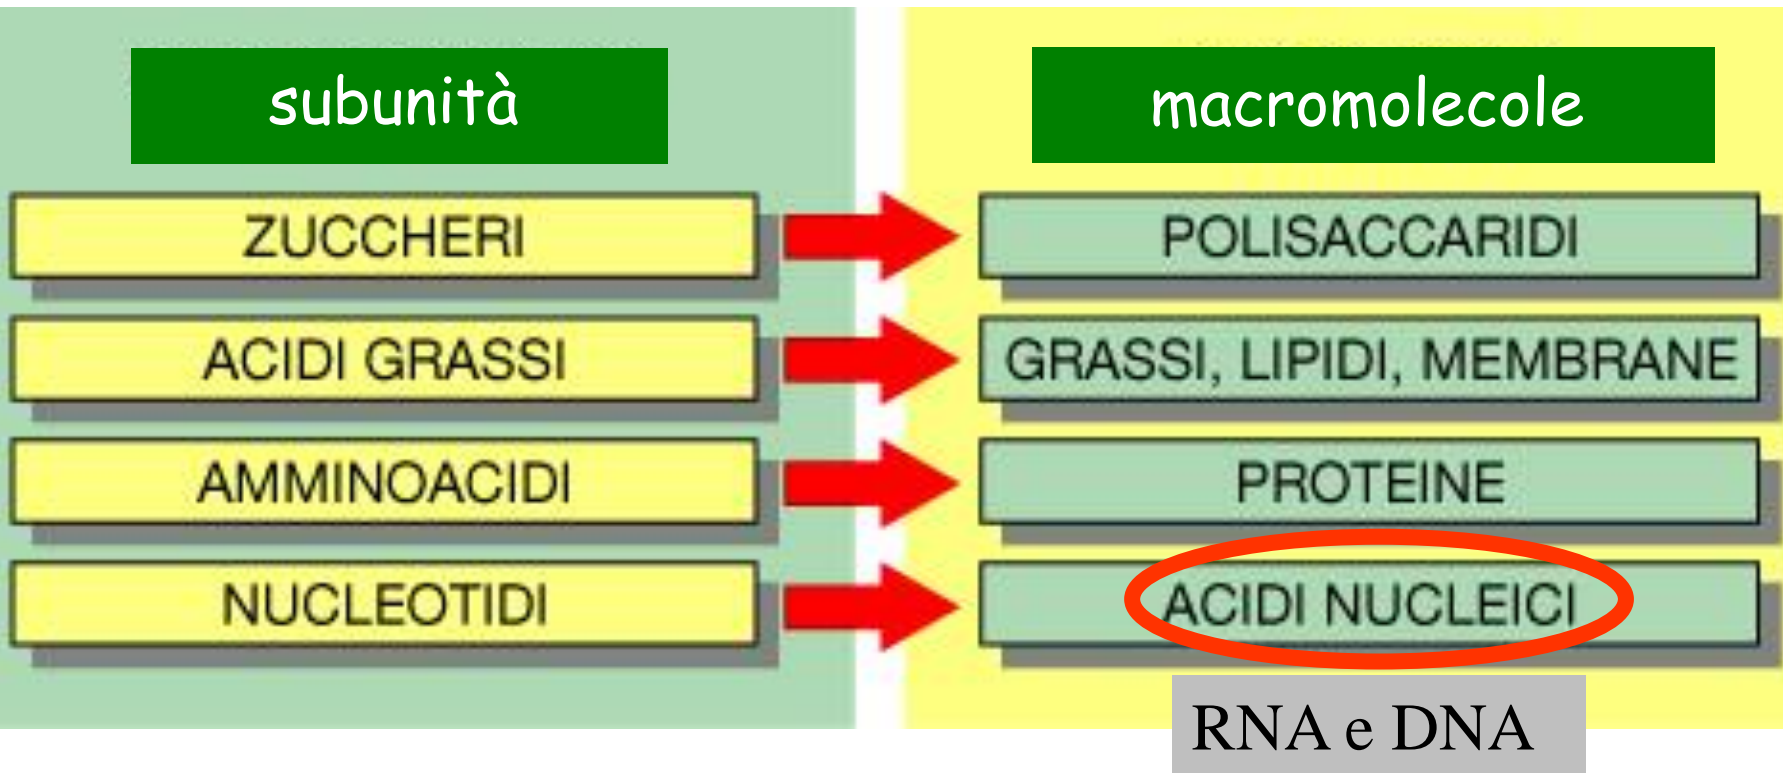 subunità
macromolecole
ZUCCHERI
POLISACCARIDI
ACIDI GRASSI
GRASSI, LIPIDI, MEMBRANE
AMMINOACIDI
PROTEINE
NUCLEOTIDI
ACIDI NUCLEICI
RNA e DNA